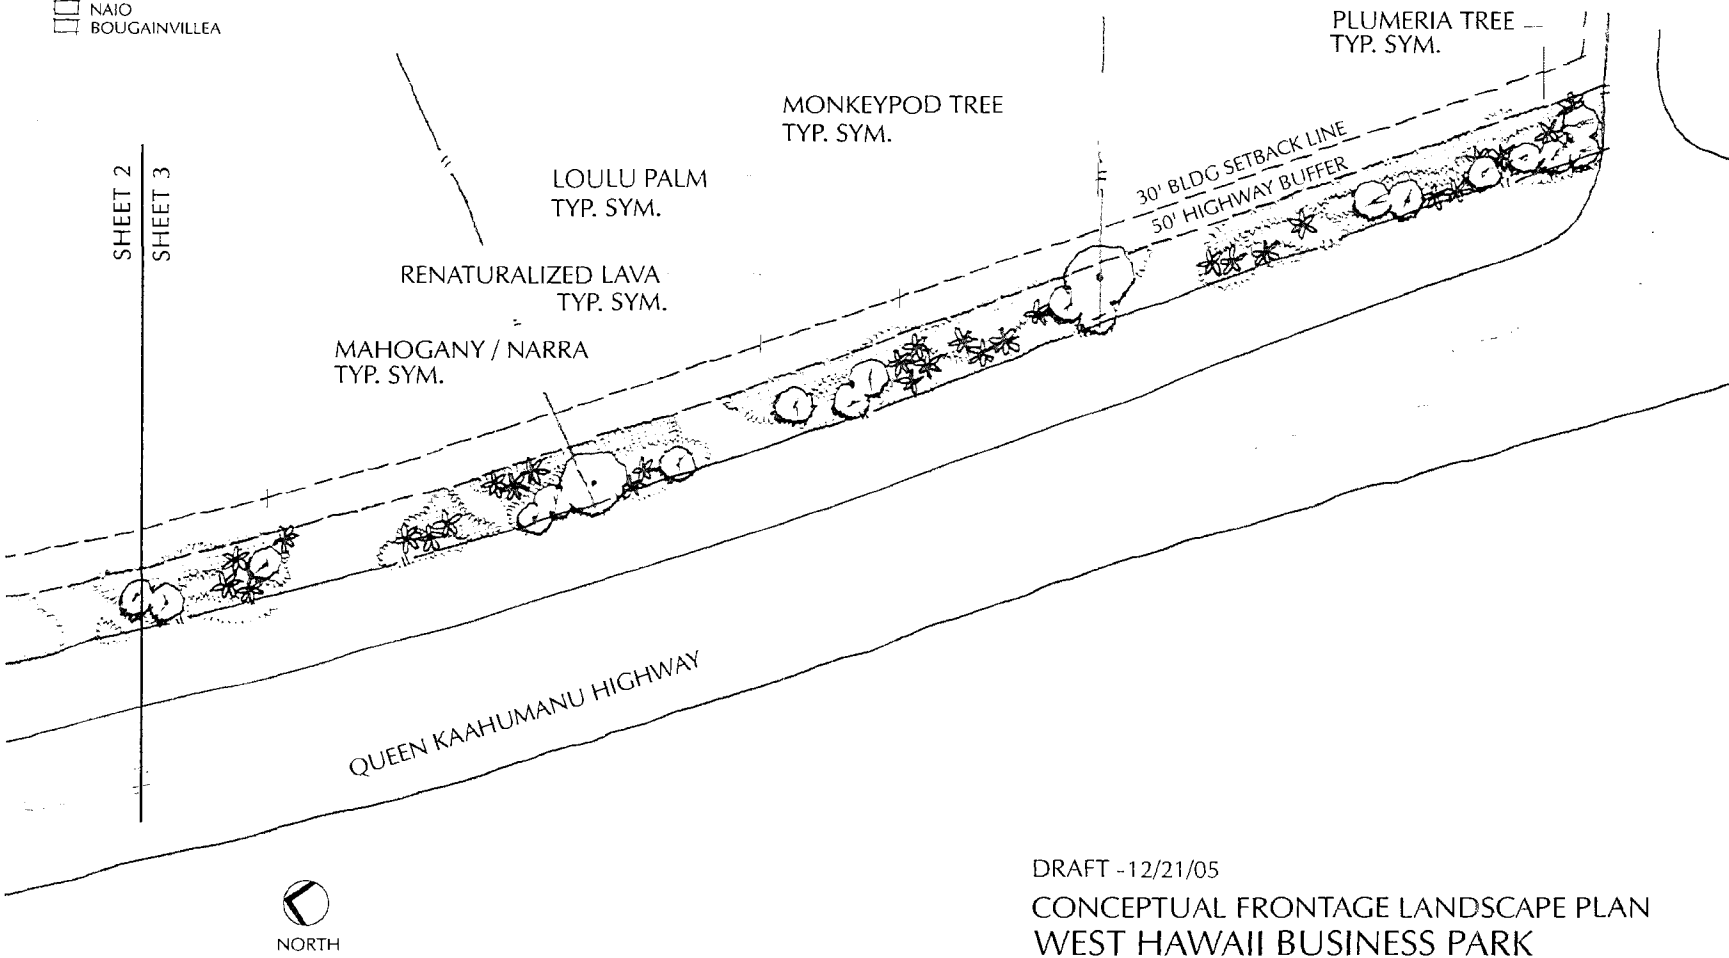 NAIO
BOUGAINVILLEA
PLUMERIA TREE
TYP. SYM.
MONKEYPOD TREE
TYP. SYM.
LOULU PALM
TYP. SYM.
RENATURALIZED LAVA
TYP. SYM.
MAHOGANY / NARRA
TYP. SYM.
SHEET 2
SHEET 3
30' BLDG SETBACK LINE
50' HIGHWAY BUFFER
QUEEN KAAHUMANU HIGHWAY
NORTH
DRAFT -12/21/05
CONCEPTUAL FRONTAGE LANDSCAPE PLAN
WEST HAWAII BUSINESS PARK